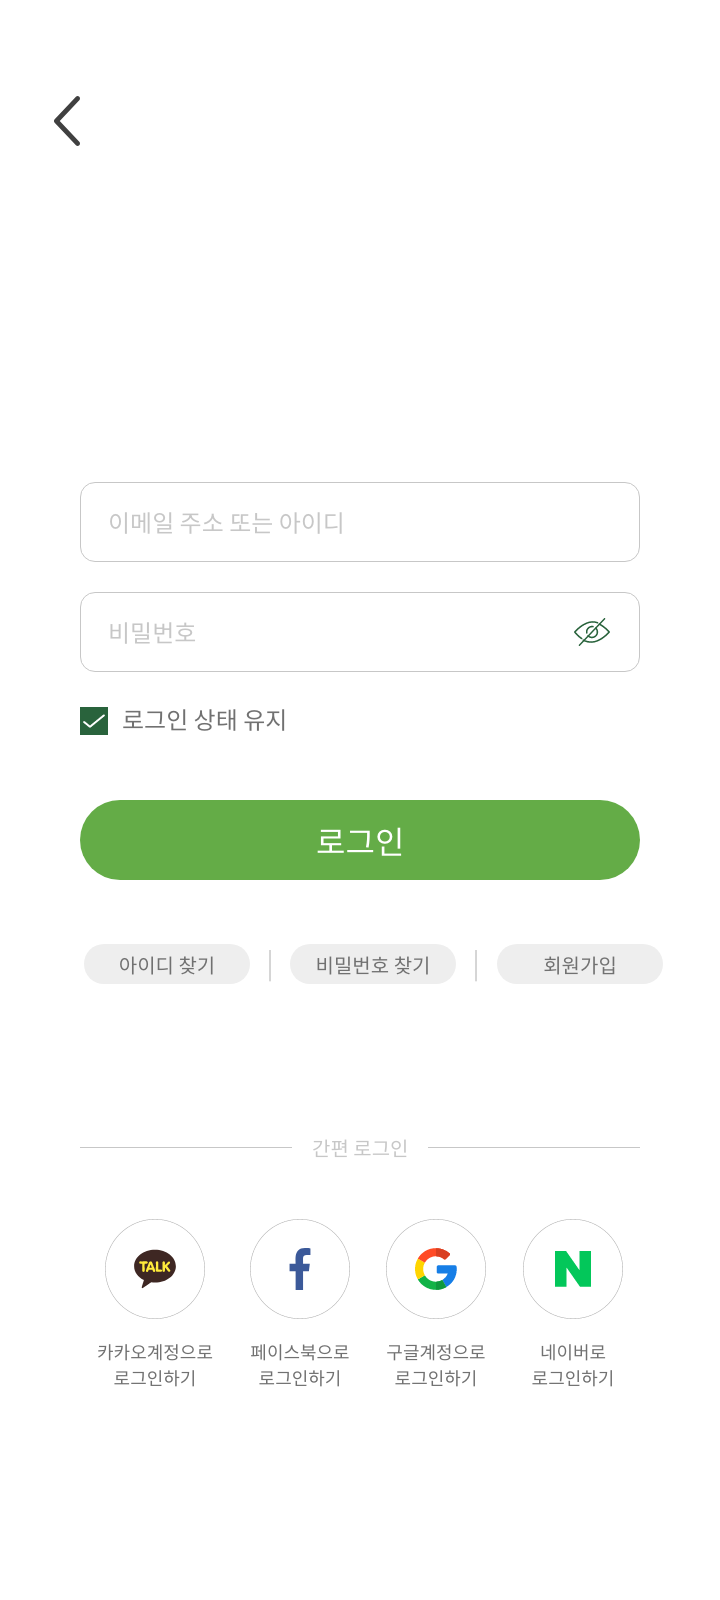 이메일 주소 또는 아이디
비밀번호
로그인 상태 유지
로그인
아이디 찾기
비밀번호 찾기
회원가입
간편 로그인
TALK
카카오계정으로
로그인하기
페이스북으로
로그인하기
구글계정으로
로그인하기
네이버로
로그인하기